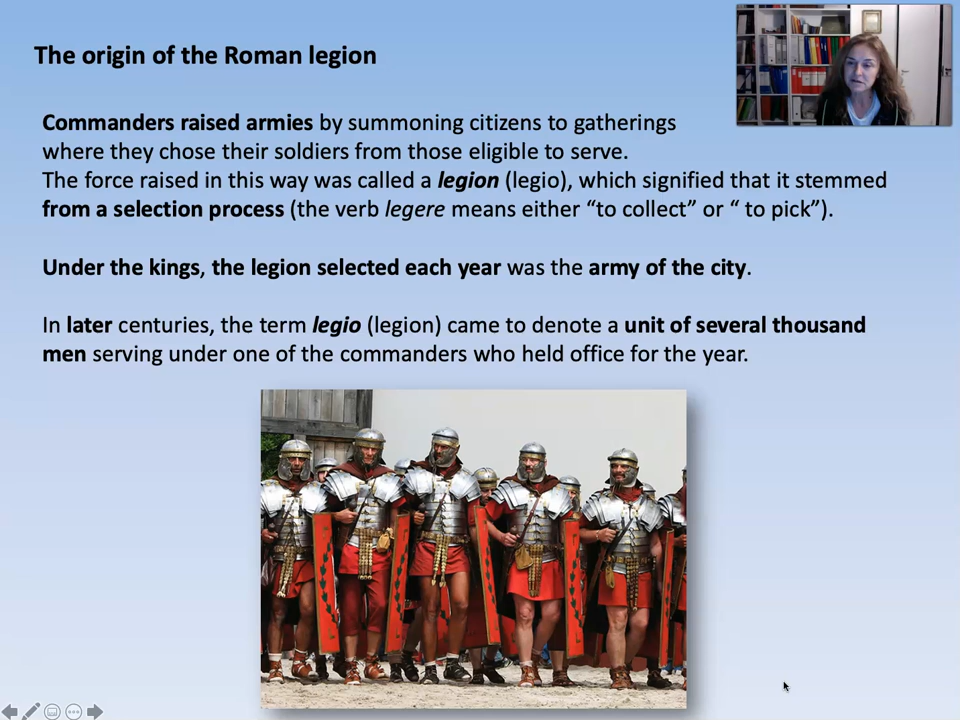 The origin of the Roman legion
Commanders raised armies by summoning citizens to gatherings
where they chose their soldiers from those eligible to serve.
The force raised in this way was called a legion (legio), which signified that it stemmed
from a selection process (the verb legere means either “to collect” or “ to pick”).
Under the kings, the legion selected each year was the army of the city.
In later centuries, the term legio (legion) came to denote a unit of several thousand
men serving under one of the commanders who held office for the year.